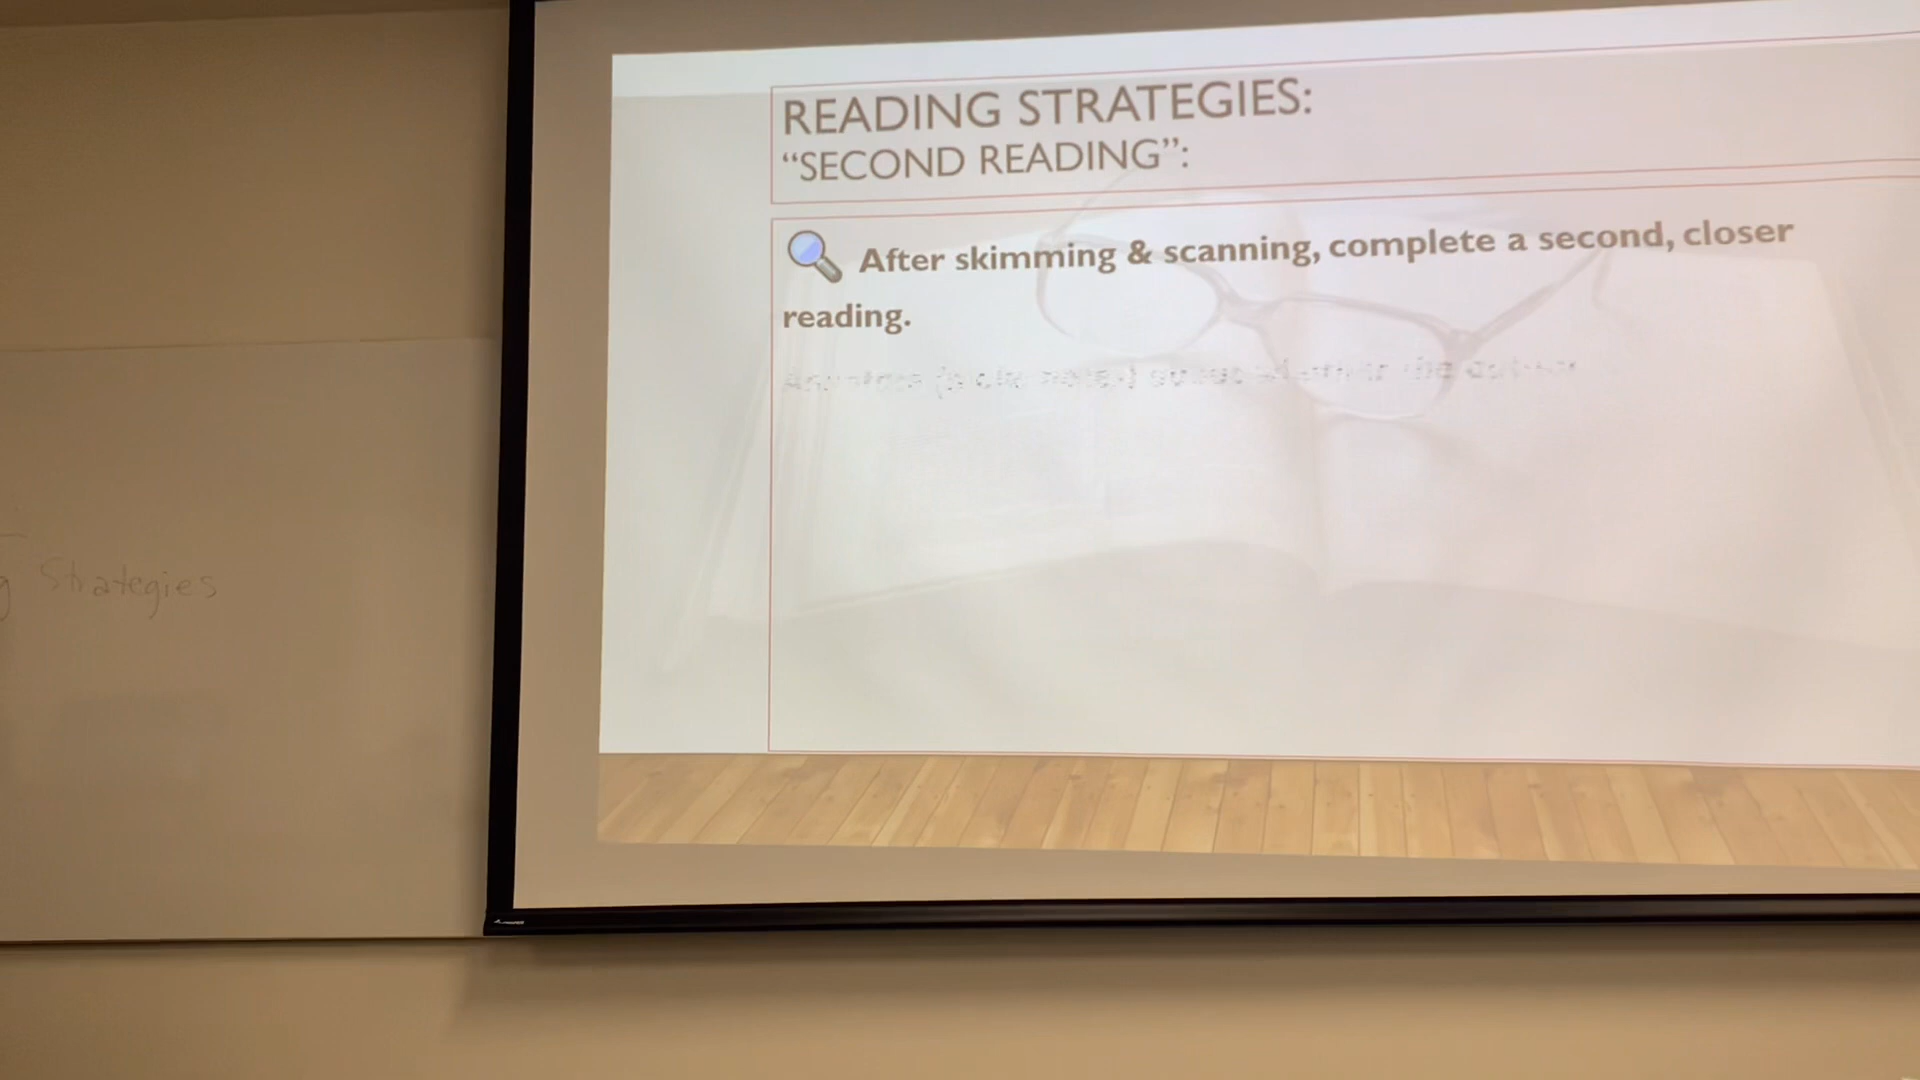 READING STRATEGIES:
“SECOND READING”:
After skimming & scanning, complete a second, closer
reading.
Strategies